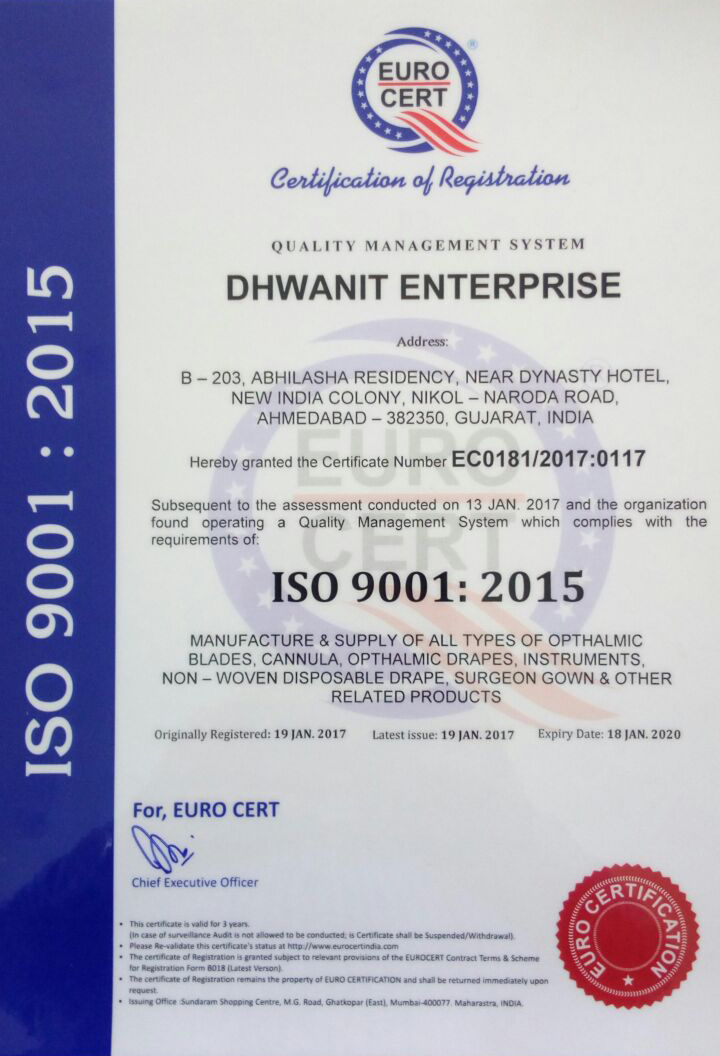 EURO
CERT
®
Certification of Registration
QUALITY MANAGEMENT SYSTEM
DHWANIT ENTERPRISE
Address:
B – 203, ABHILASHA RESIDENCY, NEAR DYNASTY HOTEL,
NEW INDIA COLONY, NIKOL – NARODA ROAD,
AHMEDABAD – 382350, GUJARAT, INDIA
Hereby granted the Certificate Number EC0181/2017:0117
Subsequent to the assessment conducted on 13 JAN. 2017 and the organization
found operating a Quality Management System which complies with the
requirements of:
ISO 9001: 2015
MANUFACTURE & SUPPLY OF ALL TYPES OF OPTHALMIC
BLADES, CANNULA, OPTHALMIC DRAPES, INSTRUMENTS,
NON – WOVEN DISPOSABLE DRAPE, SURGEON GOWN & OTHER
RELATED PRODUCTS
Originally Registered: 19 JAN. 2017 Latest issue: 19 JAN. 2017 Expiry Date: 18 JAN. 2020
EURO
CERT
ISO 9001 : 2015
For, EURO CERT
Chief Executive Officer
• This certificate is valid for 3 years.
(In case of surveillance Audit is not allowed to be conducted; is Certificate shall be Suspended/Withdrawal).
• Please Re-validate this certificate's status at http://www.eurocertindia.com
• The certificate of Registration is granted subject to relevant provisions of the EUROCERT Contract Terms & Scheme
for Registration Form B018 (Latest Verson).
• The certificate of Registration remains the property of EURO CERTIFICATION and shall be returned immediately upon
request.
• Issuing Office :Sundaram Shopping Centre, M.G. Road, Ghatkopar (East), Mumbai-400077. Maharastra, INDIA.
EURO CERTIFICATION